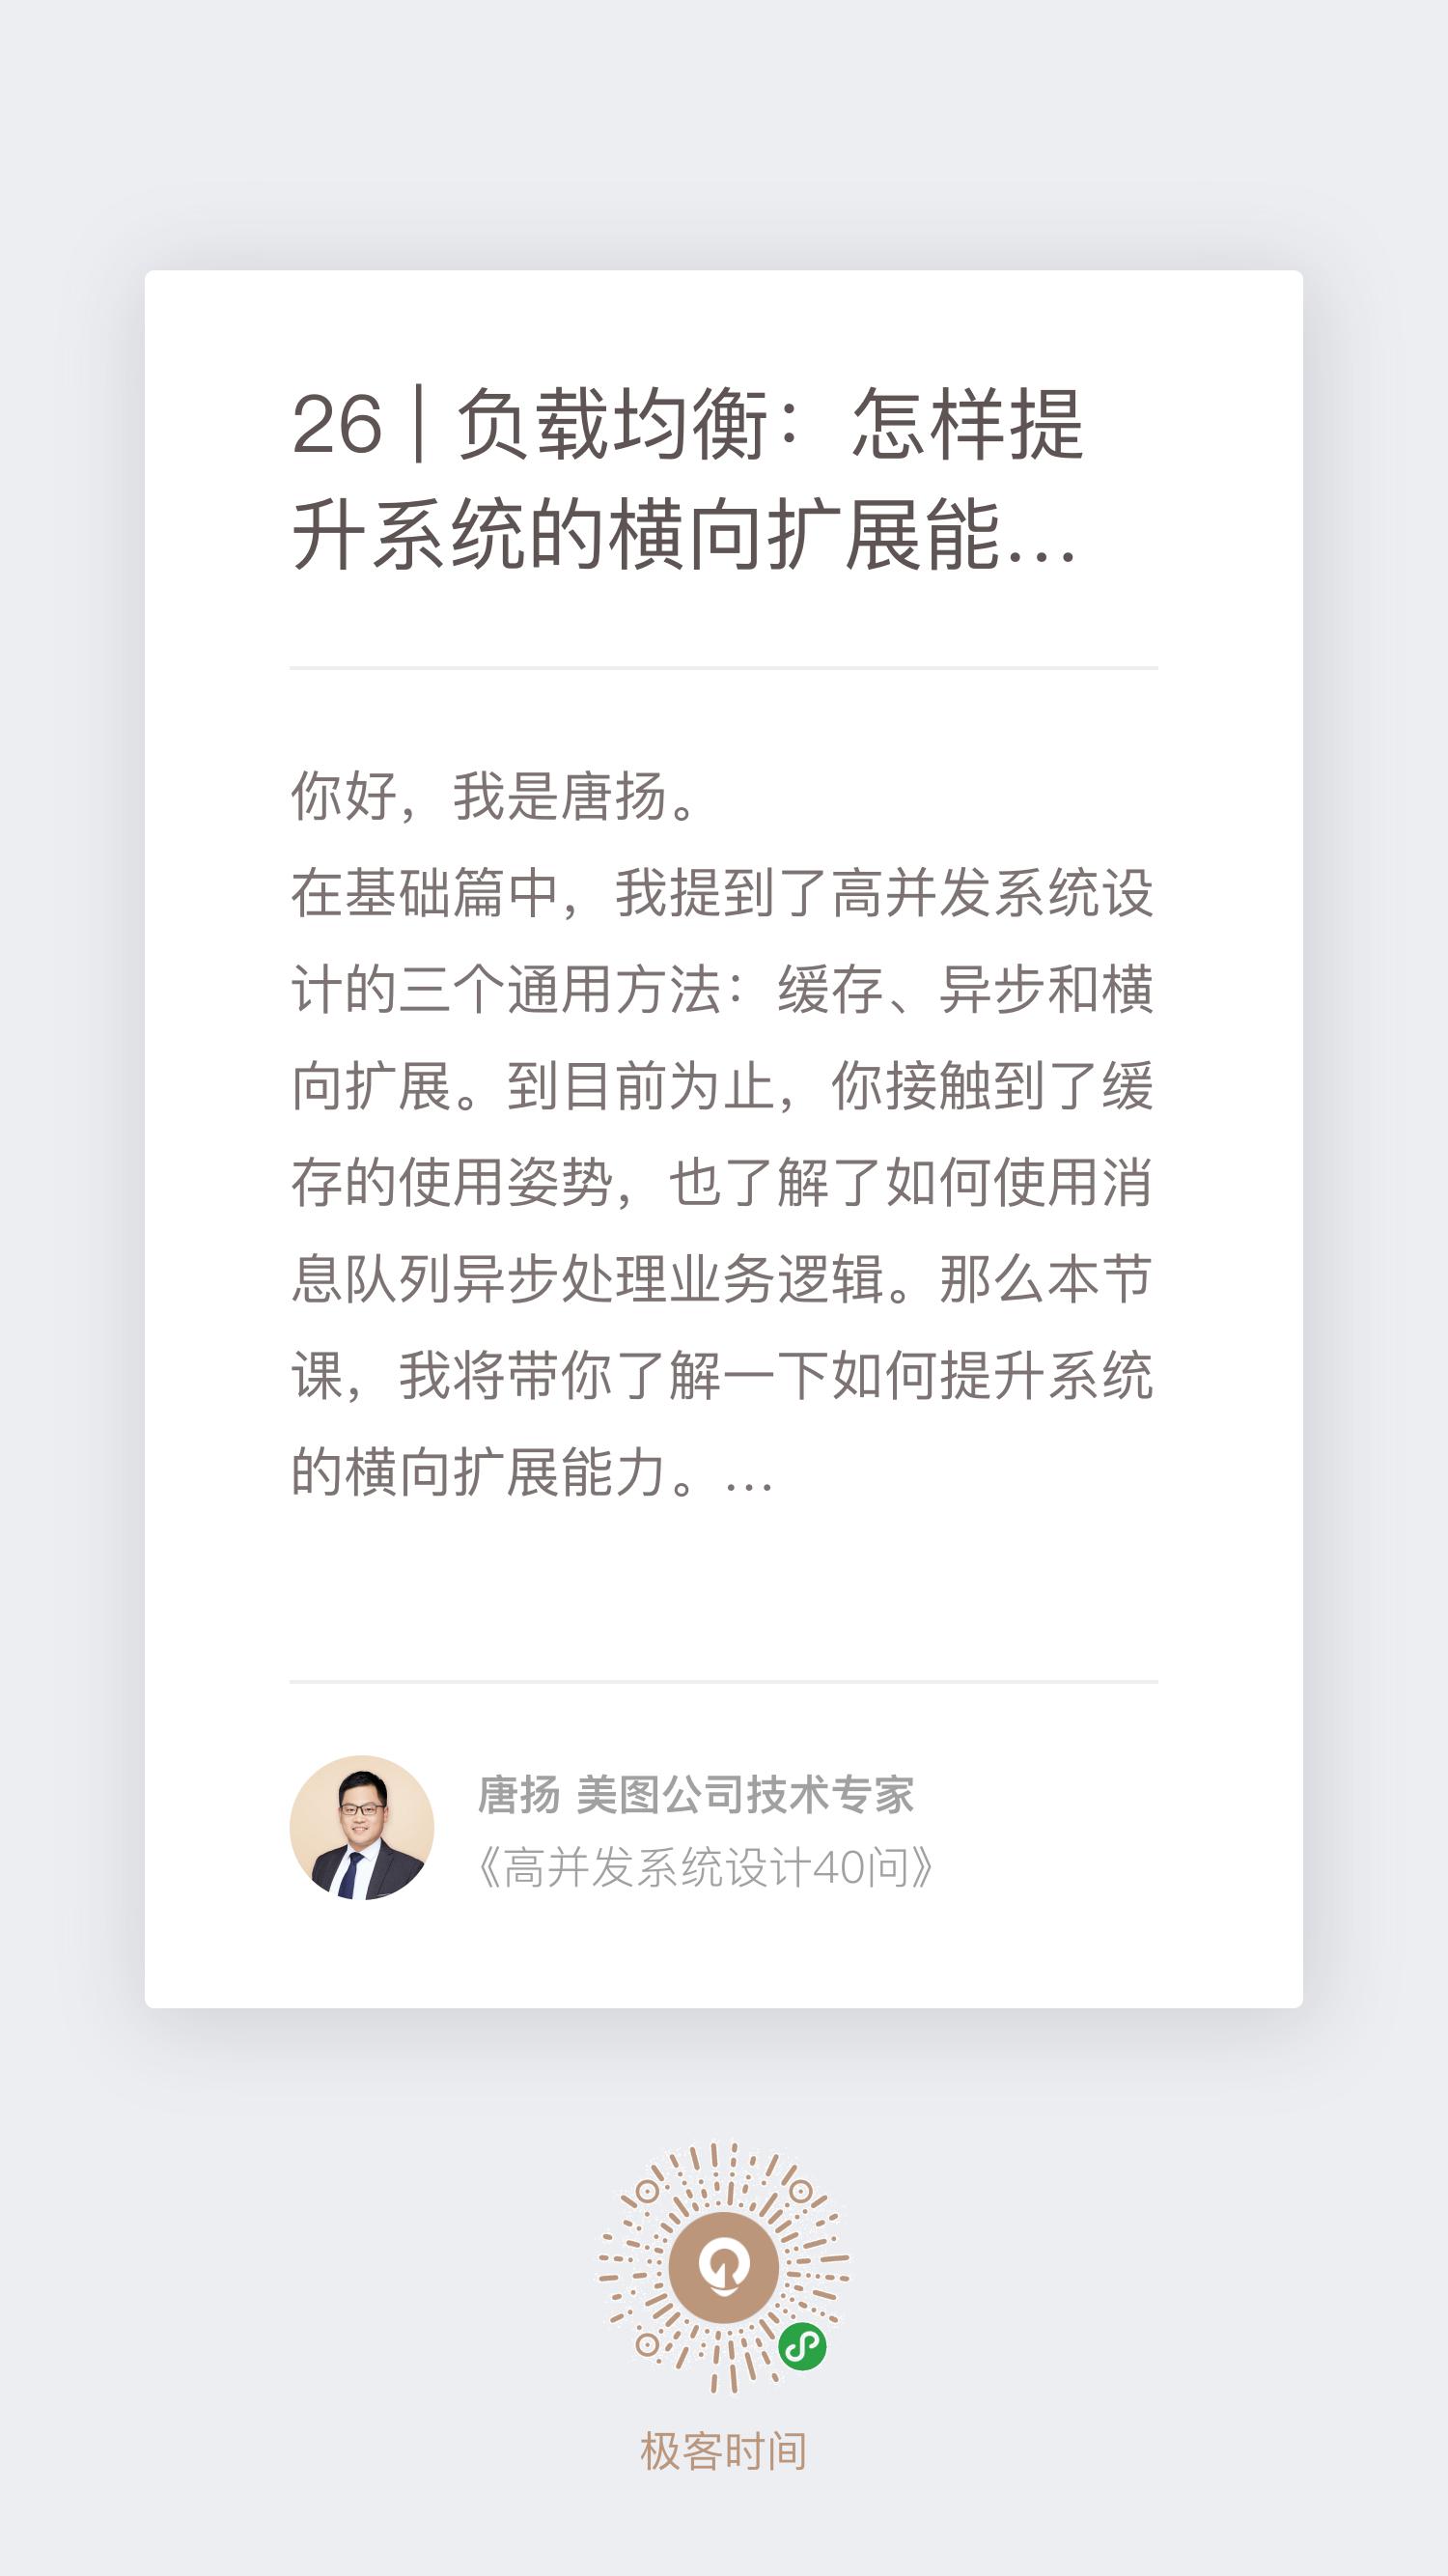 26 | 负载均衡：怎样提
升系统的横向扩展能...
你好，我是唐扬。
在基础篇中，我提到了高并发系统设
计的三个通用方法：缓存、异步和横
向扩展。到目前为止，你接触到了缓
存的使用姿势，也了解了如何使用消
息队列异步处理业务逻辑。那么本节
课，我将带你了解一下如何提升系统
的横向扩展能力。...
唐扬 美图公司技术专家
《高并发系统设计40问》
极客时间